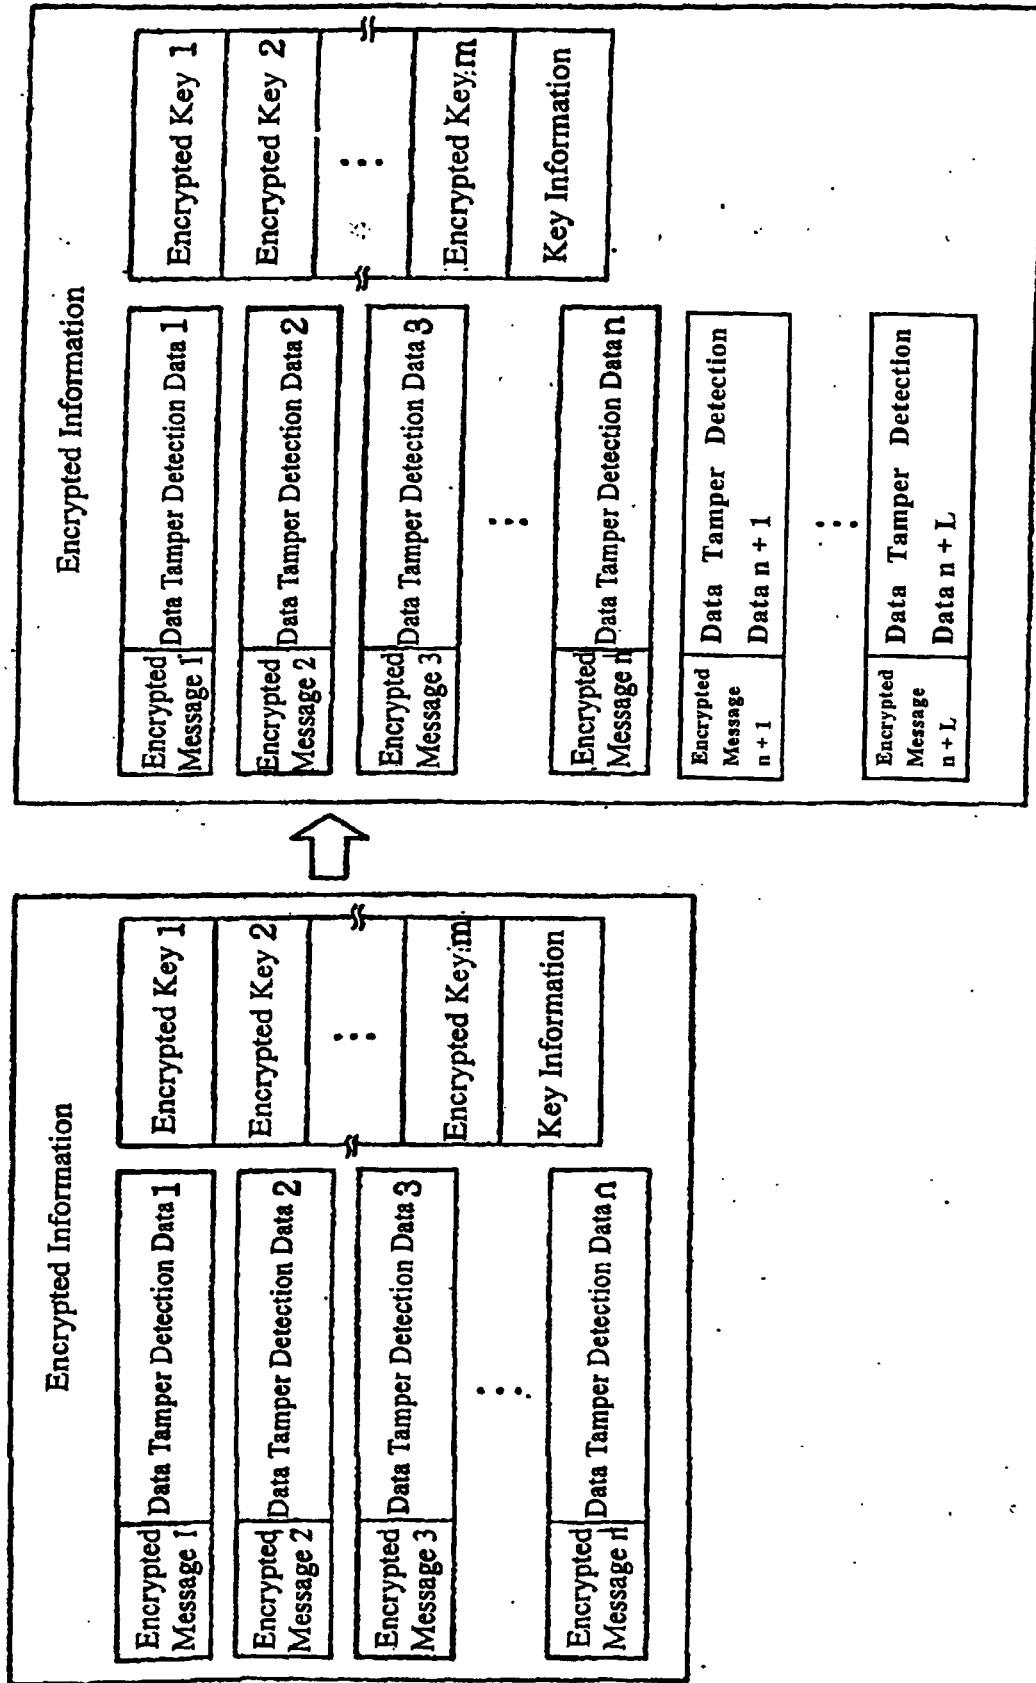 Encrypted Information
Encrypted
Message 1
Data Tamper Detection Data 1
Encrypted
Message 2
Data Tamper Detection Data 2
Encrypted
Message 3
Data Tamper Detection Data 3
Encrypted
Message n
Data Tamper Detection Data n
Encrypted Key 1
Encrypted Key 2
Encrypted Key m
Key Information
Encrypted Information
Encrypted
Message 1
Data Tamper Detection Data 1
Encrypted
Message 2
Data Tamper Detection Data 2
Encrypted
Message 3
Data Tamper Detection Data 3
Encrypted
Message n
Data Tamper Detection Data n
Encrypted
Message
n + 1
Data Tamper Detection
Data n + 1
Encrypted
Message
n + L
Data Tamper Detection
Data n + L
Encrypted Key 1
Encrypted Key 2
Encrypted Key m
Key Information